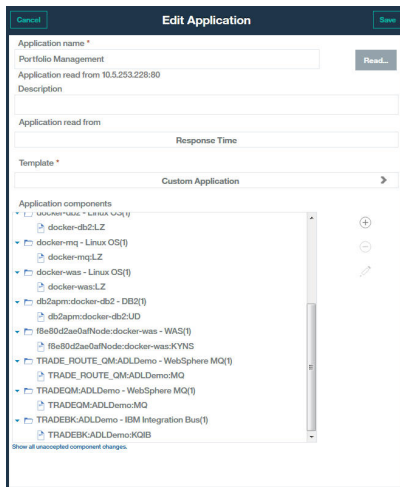 Cancel
Edit Application
Save
Application name *
Portfolio Management
Read...
Application read from 10.5.253.228:80
Description
Application read from
Response Time
Template *
Custom Application
Application components
docker-db2 - Linux OS(1)
docker-db2:LZ
docker-mq - Linux OS(1)
docker-mq:LZ
docker-was - Linux OS(1)
docker-was:LZ
db2apm:docker-db2 - DB2(1)
db2apm:docker-db2:UD
f8e80d2ae0afNode:docker-was - WAS(1)
f8e80d2ae0afNode:docker-was:KYNS
TRADE_ROUTE_QM:ADLDemo - WebSphere MQ(1)
TRADE_ROUTE_QM:ADLDemo:MQ
TRADEQM:ADLDemo - WebSphere MQ(1)
TRADEQM:ADLDemo:MQ
TRADEBK:ADLDemo - IBM Integration Bus(1)
TRADEBK:ADLDemo:KQIB
Show all unaccepted component changes.